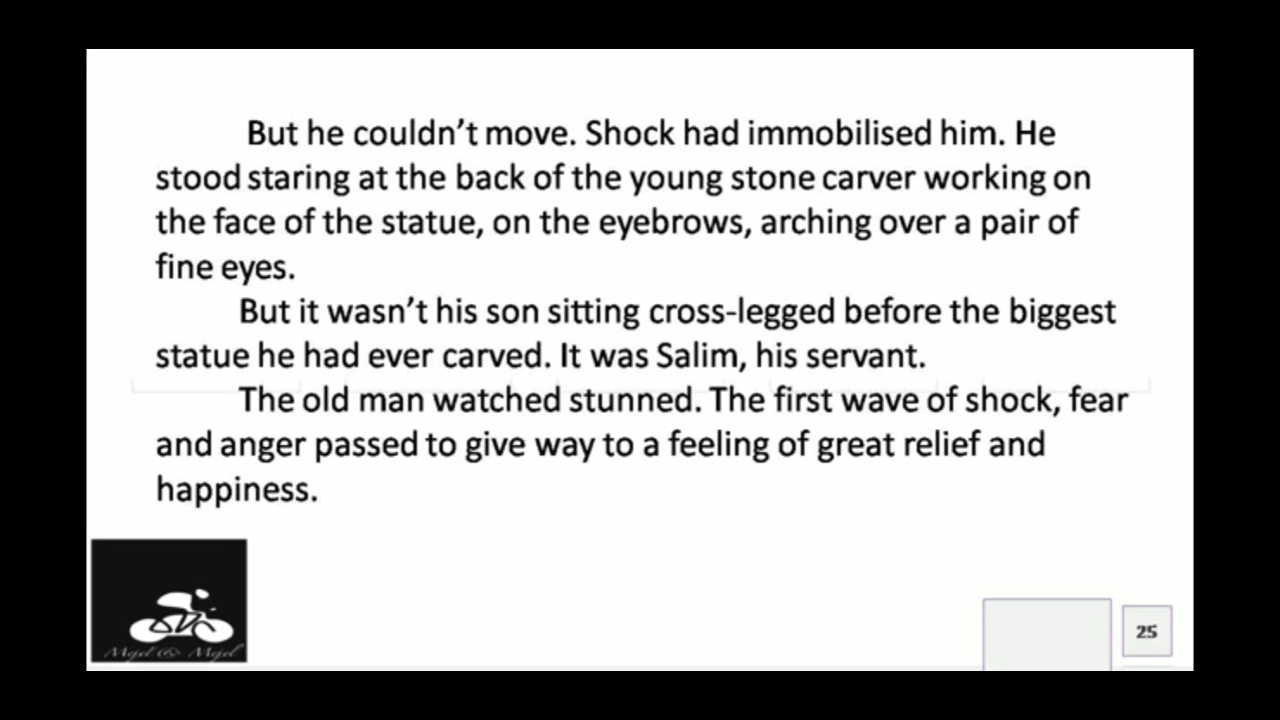 But he couldn't move. Shock had immobilised him. He
stood staring at the back of the young stone carver working on
the face of the statue, on the eyebrows, arching over a pair of
fine eyes.
But it wasn't his son sitting cross-legged before the biggest
statue he had ever carved. It was Salim, his servant.
The old man watched stunned. The first wave of shock, fear
and anger passed to give way to a feeling of great relief and
happiness.
Mejel & Mejel
25